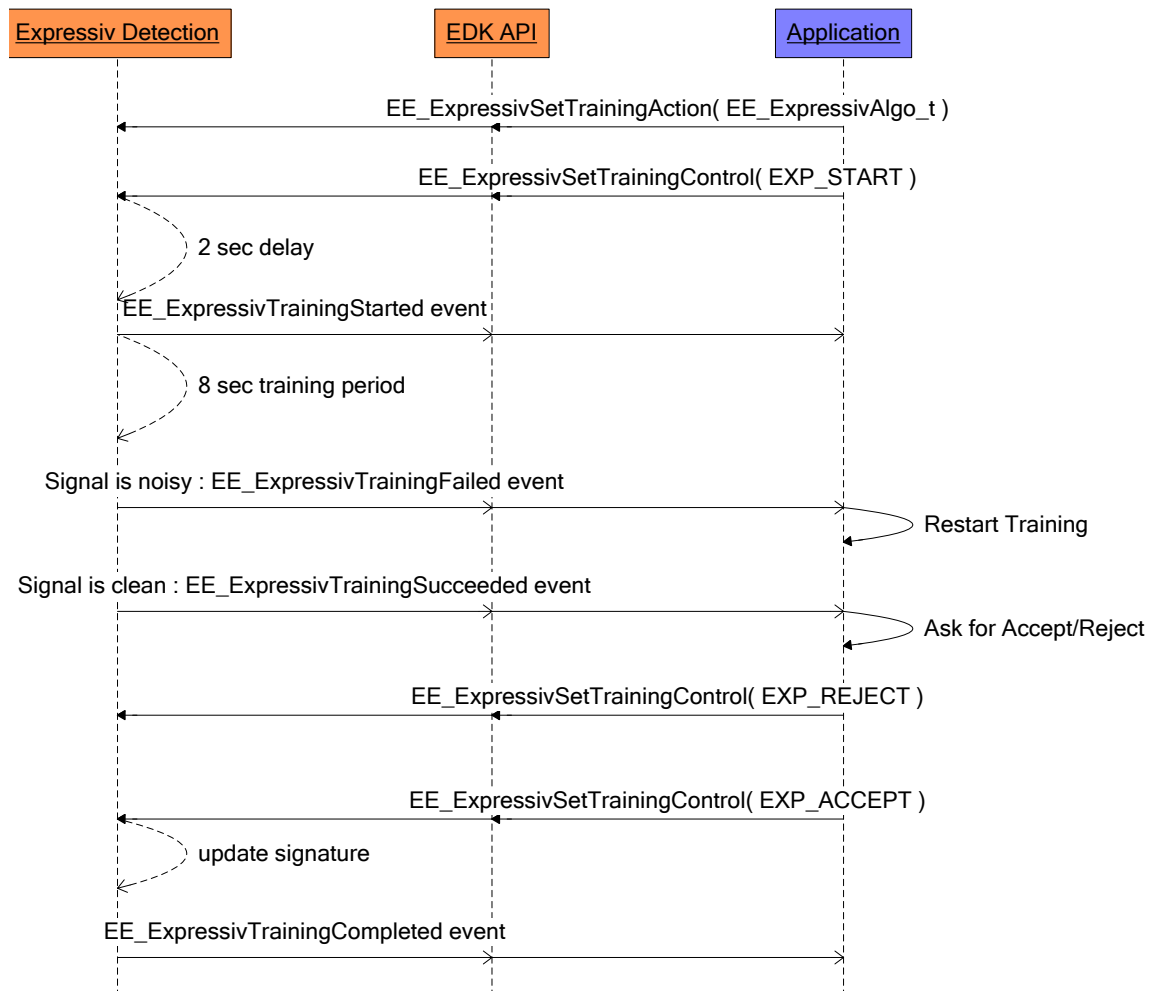 Expressiv Detection
EDK API
Application
EE_ExpressivSetTrainingAction( EE_ExpressivAlgo_t )
EE_ExpressivSetTrainingControl( EXP_START )
2 sec delay
EE_ExpressivTrainingStarted event
8 sec training period
Signal is noisy : EE_ExpressivTrainingFailed event
Restart Training
Signal is clean : EE_ExpressivTrainingSucceeded event
Ask for Accept/Reject
EE_ExpressivSetTrainingControl( EXP_REJECT )
EE_ExpressivSetTrainingControl( EXP_ACCEPT )
update signature
EE_ExpressivTrainingCompleted event